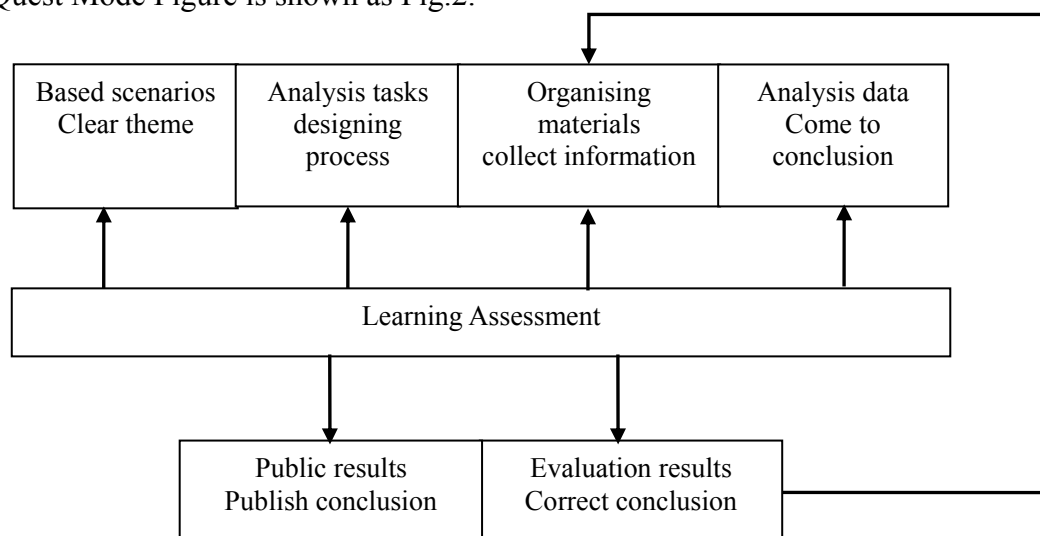 Quest Mode Figure is shown as Fig.2.
Based scenarios
Clear theme
Analysis tasks
designing
process
Organising
materials
collect information
Analysis data
Come to
conclusion
Learning Assessment
Public results
Publish conclusion
Evaluation results
Correct conclusion